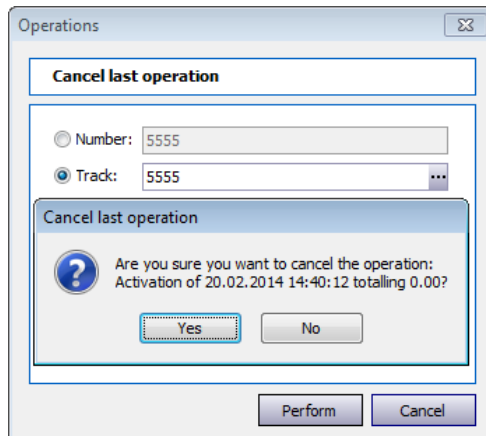 Operations
Cancel last operation
Number: 5555
Track: 5555 ...
Cancel last operation
Are you sure you want to cancel the operation:
Activation of 20.02.2014 14:40:12 totalling 0.00?
Yes No
Perform Cancel